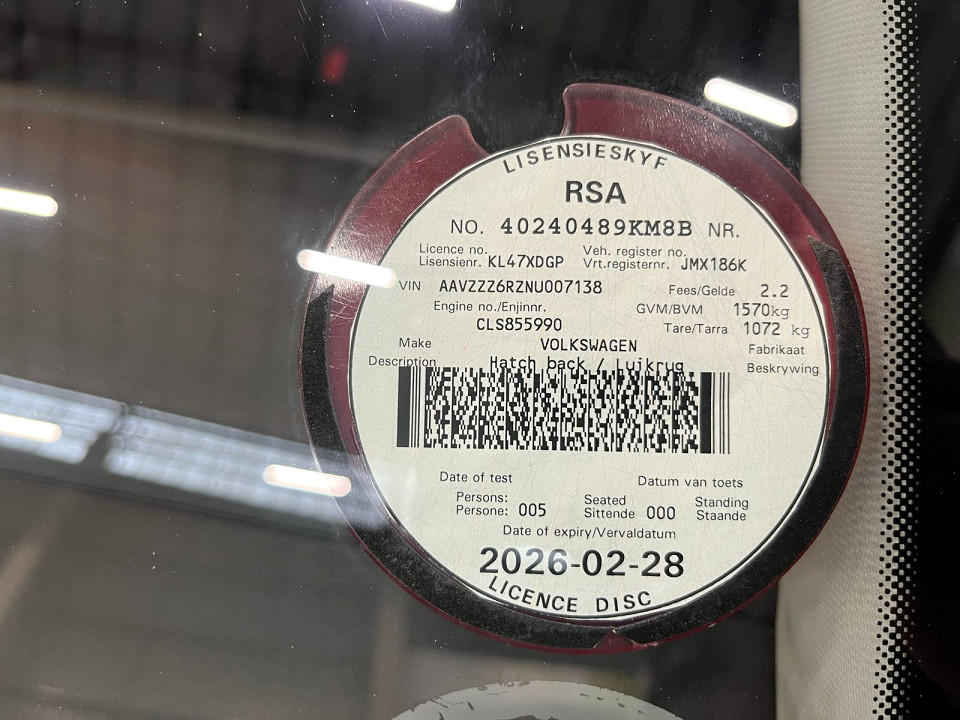 LISENSIESKYF
RSA
NO. 40240489KM8B NR.
Licence no. Veh. register no.
Lisensienr. KL47XDGP Vrt.registernr. JMX186K
VIN AAVZZZ6RZNU007138 Fees/Gelde 2.2
Engine no./Enjinnr. GVM/BVM 1570kg
CLS855990 Tare/Tarra 1072 kg
Make VOLKSWAGEN Fabrikaat
Description Hatch back / Luikrug Beskrywing
Date of test Datum van toets
Persons: Seated Standing
Persone: 005 Sittende 000 Staande
Date of expiry/Vervaldatum
2026-02-28
LICENCE DISC